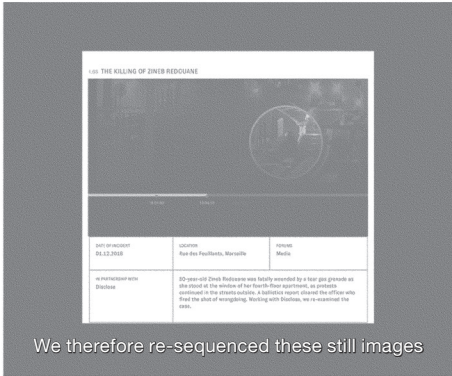 THE KILLING OF ZINEB REDOUANE
DATE OF INCIDENT
01.12.2018
LOCATION
Rue des Feuillants, Marseille
FORUMS
Media
IN PARTNERSHIP WITH
Disclose
80-year-old Zineb Redouane was fatally wounded by a tear gas grenade as
she stood at the window of her fourth-floor apartment, as protests
continued in the streets outside. A ballistics report cleared the officer who
fired the shot of wrongdoing. Working with Disclose, we re-examined the
case.
We therefore re-sequenced these still images